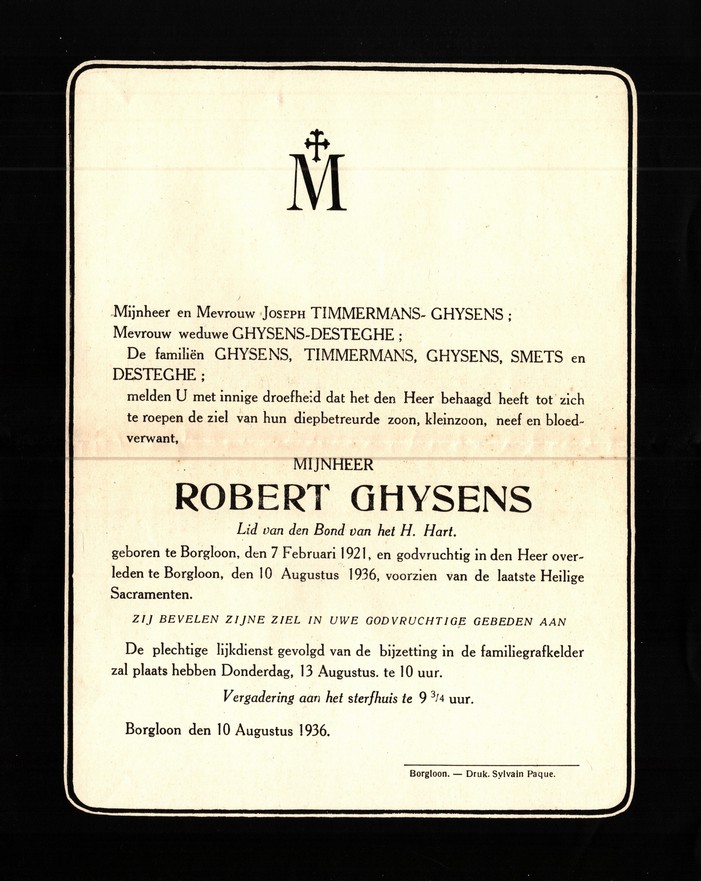 M
Mijnheer en Mevrouw Joseph TIMMERMANS- GHYSENS ;
Mevrouw weduwe GHYSENS-DESTEGHE ;
De familiën GHYSENS, TIMMERMANS, GHYSENS, SMETS en
DESTEGHE ;
melden U met innige droefheid dat het den Heer behaagd heeft tot zich
te roepen de ziel van hun diepbetreurde zoon, kleinzoon, neef en bloed-
verwant,
MIJNHEER
ROBERT GHYSENS
Lid van den Bond van het H. Hart.
geboren te Borgloon, den 7 Februari 1921, en godvruchtig in den Heer over-
leden te Borgloon, den 10 Augustus 1936, voorzien van de laatste Heilige
Sacramenten.
ZIJ BEVELEN ZIJNE ZIEL IN UWE GODVRUCHTIGE GEBEDEN AAN
De plechtige lijkdienst gevolgd van de bijzetting in de familiegrafkelder
zal plaats hebben Donderdag, 13 Augustus. te 10 uur.
Vergadering aan het sterfhuis te 9 3/4 uur.
Borgloon den 10 Augustus 1936.
Borgloon. — Druk. Sylvain Paque.